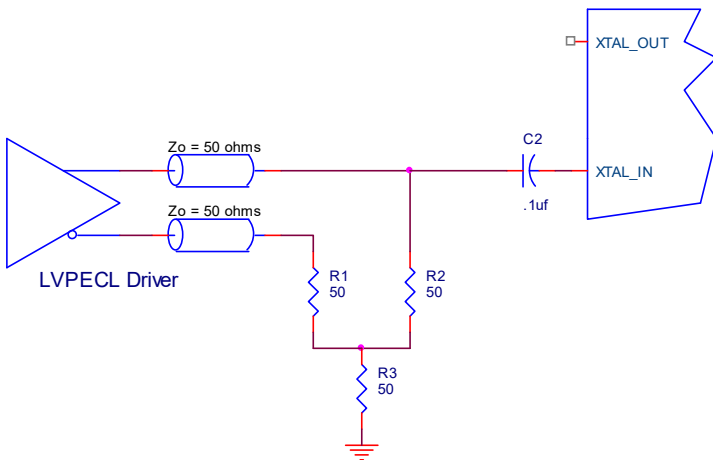 XTAL_OUT
C2
Zo = 50 ohms
XTAL_IN
.1uf
Zo = 50 ohms
LVPECL Driver
R1
50
R2
50
R3
50